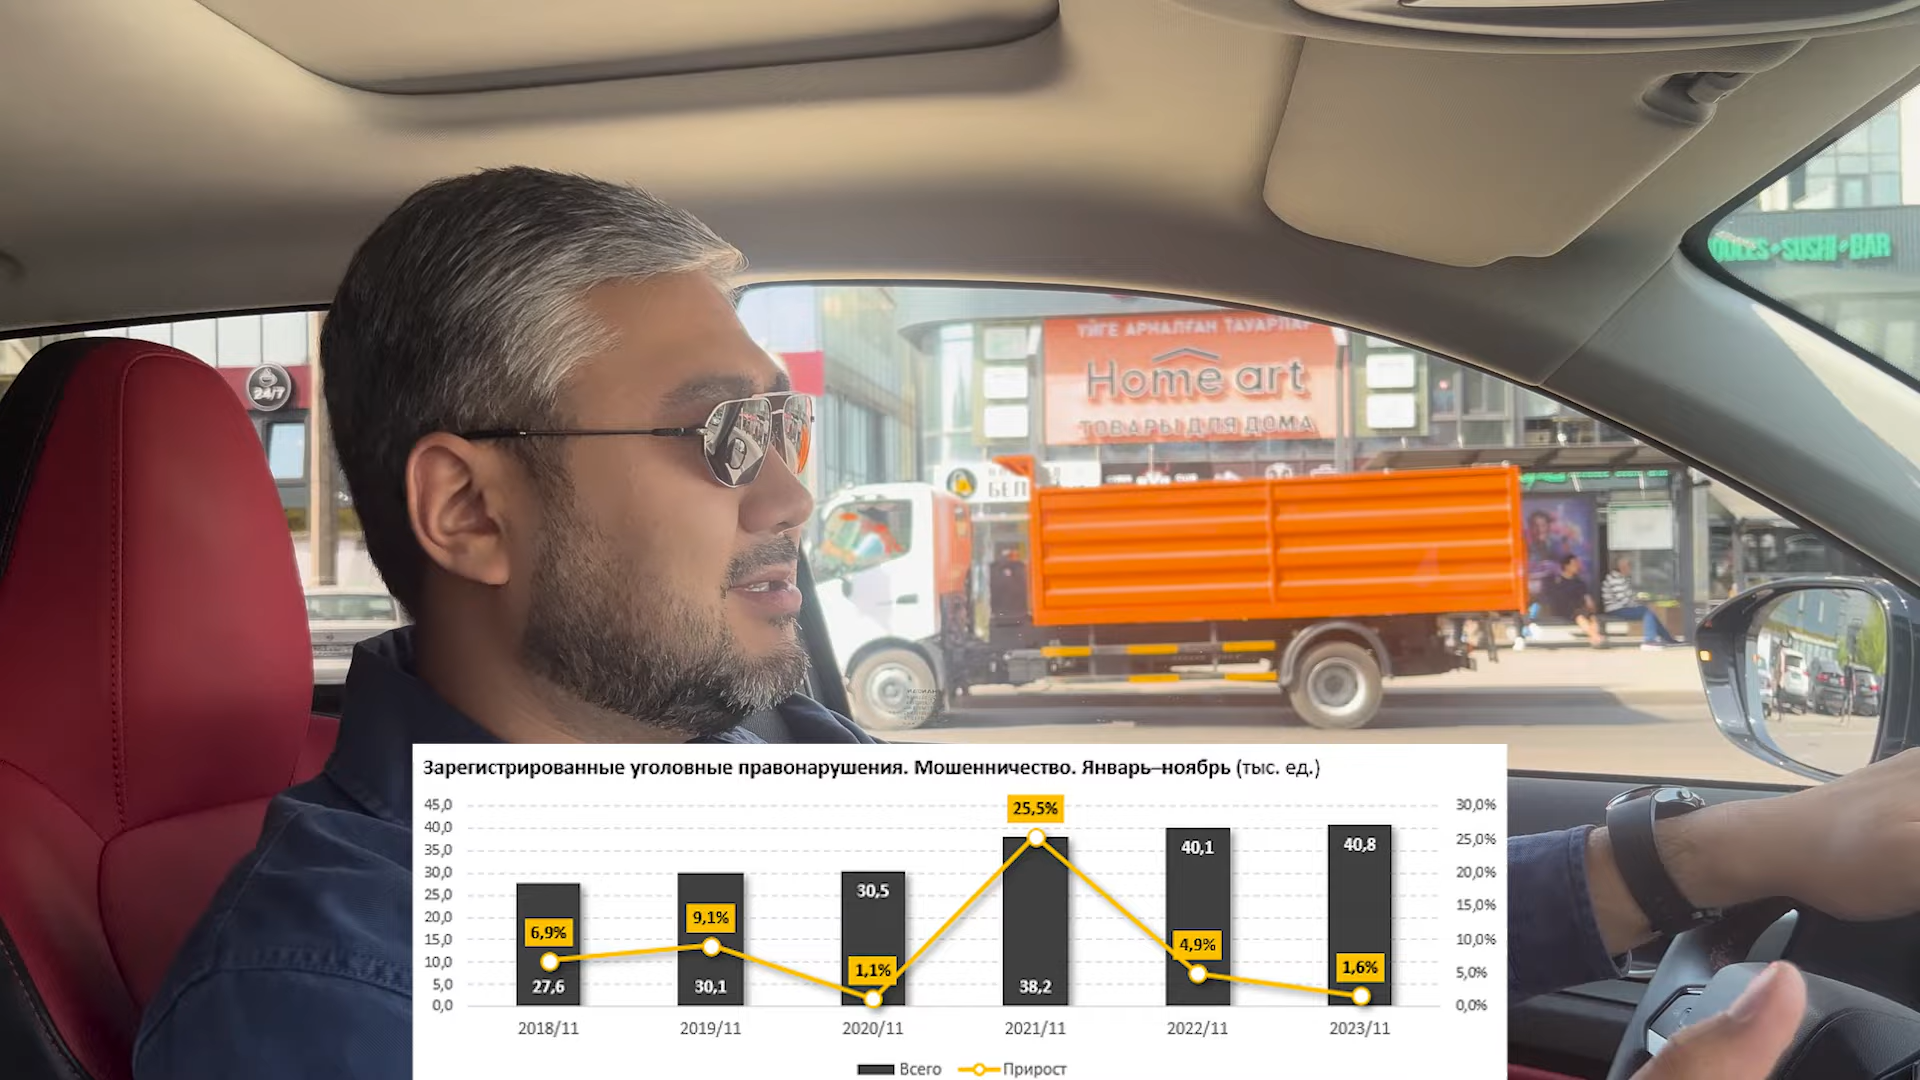 ҮЙГЕ АРНАЛҒАН ТАУАРЛАР
Home art
ТОВАРЫ ДЛЯ ДОМА
SUSHI BAR
24/7
БЕЛ
Зарегистрированные уголовные правонарушения. Мошенничество. Январь–ноябрь (тыс. ед.)
45,0 25,5% 30,0%
40,0 40,1 40,8 25,0%
35,0
30,0 30,5 20,0%
25,0 6,9% 9,1% 15,0%
20,0
15,0 4,9% 10,0%
10,0 1,1% 1,6% 5,0%
5,0 27,6 30,1 38,2
0,0 0,0%
2018/11 2019/11 2020/11 2021/11 2022/11 2023/11
Всего Прирост